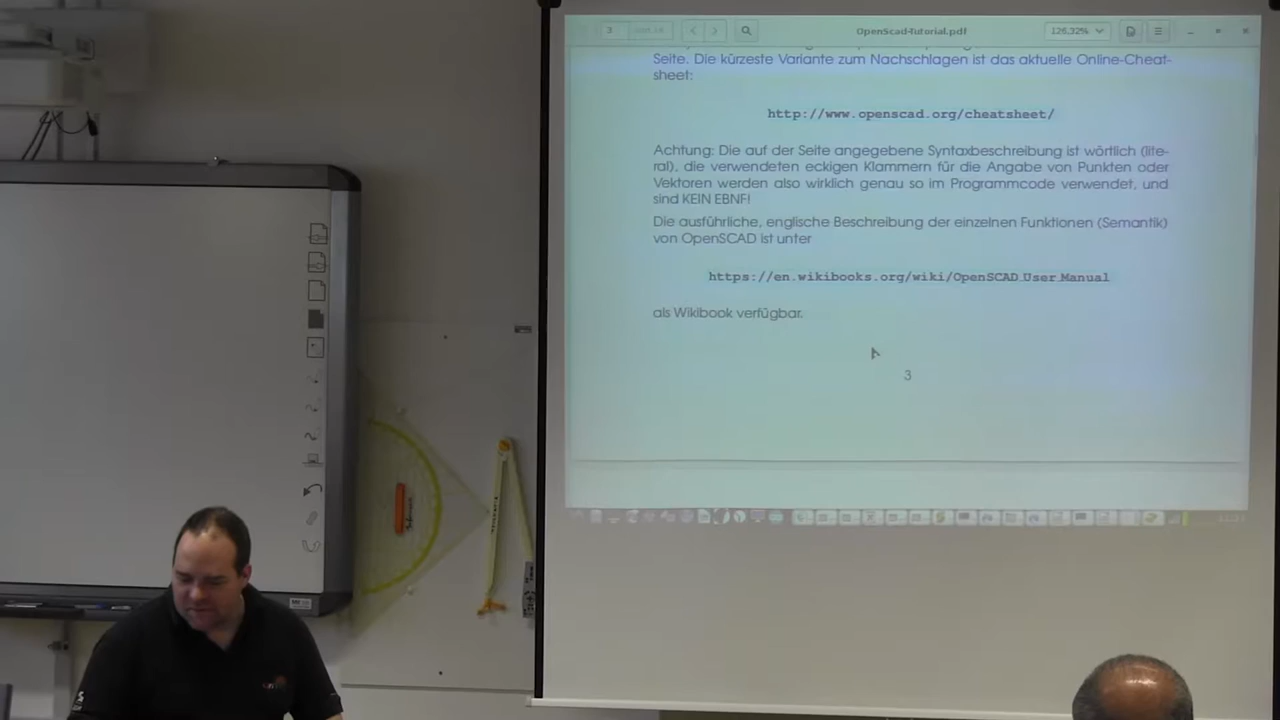 3
OpenScad-Tutorial.pdf
126,32%
Seite. Die kürzeste Variante zum Nachschlagen ist das aktuelle Online-Cheat-
sheet:
http://www.openscad.org/cheatsheet/
Achtung: Die auf der Seite angegebene Syntaxbeschreibung ist wörtlich (lite-
ral), die verwendeten eckigen Klammern für die Angabe von Punkten oder
Vektoren werden also wirklich genau so im Programmcode verwendet, und
sind KEIN EBNF!
Die ausführliche, englische Beschreibung der einzelnen Funktionen (Semantik)
von OpenSCAD ist unter
https://en.wikibooks.org/wiki/OpenSCAD_User_Manual
als Wikibook verfügbar.
3